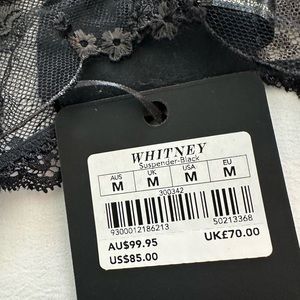 WHITNEY
Suspender-Black
AUS UK USA EU
M M M M
300342
9300012186213 50213368
AU$99.95 UK£70.00
US$85.00